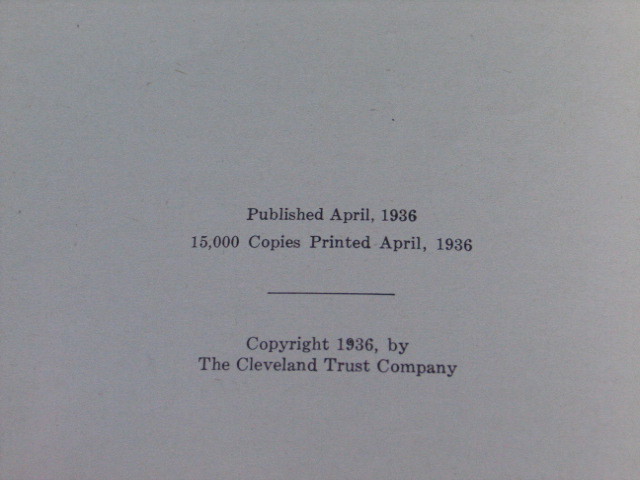 Published April, 1936
15,000 Copies Printed April, 1936
Copyright 1936, by
The Cleveland Trust Company